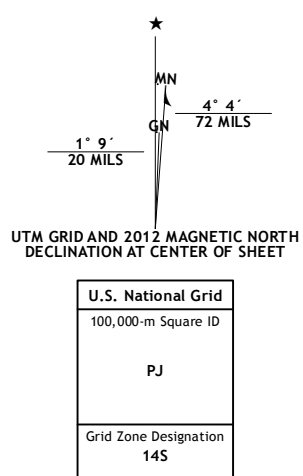 ★
MN
GN
4° 4´
72 MILS
1° 9´
20 MILS
UTM GRID AND 2012 MAGNETIC NORTH
DECLINATION AT CENTER OF SHEET
U.S. National Grid
100,000-m Square ID
PJ
Grid Zone Designation
14S